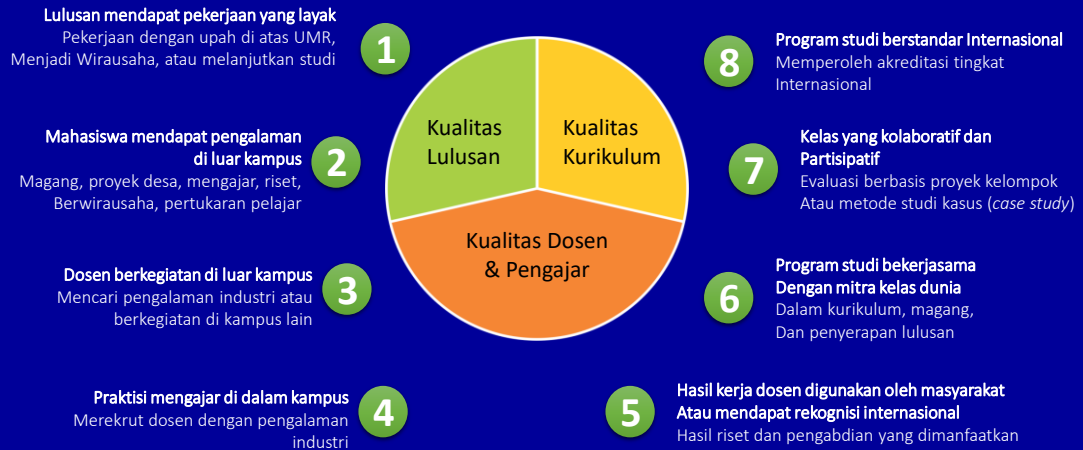 Lulusan mendapat pekerjaan yang layak
Pekerjaan dengan upah di atas UMR,
Menjadi Wirausaha, atau melanjutkan studi
1
Mahasiswa mendapat pengalaman
di luar kampus
Magang, proyek desa, mengajar, riset,
Berwirausaha, pertukaran pelajar
2
Dosen berkegiatan di luar kampus
Mencari pengalaman industri atau
berkegiatan di kampus lain
3
Praktisi mengajar di dalam kampus
Merekrut dosen dengan pengalaman
industri
4
Kualitas
Lulusan
Kualitas
Kurikulum
Kualitas Dosen
& Pengajar
8
Program studi berstandar Internasional
Memperoleh akreditasi tingkat
Internasional
7
Kelas yang kolaboratif dan
Partisipatif
Evaluasi berbasis proyek kelompok
Atau metode studi kasus (case study)
6
Program studi bekerjasama
Dengan mitra kelas dunia
Dalam kurikulum, magang,
Dan penyerapan lulusan
5
Hasil kerja dosen digunakan oleh masyarakat
Atau mendapat rekognisi internasional
Hasil riset dan pengabdian yang dimanfaatkan